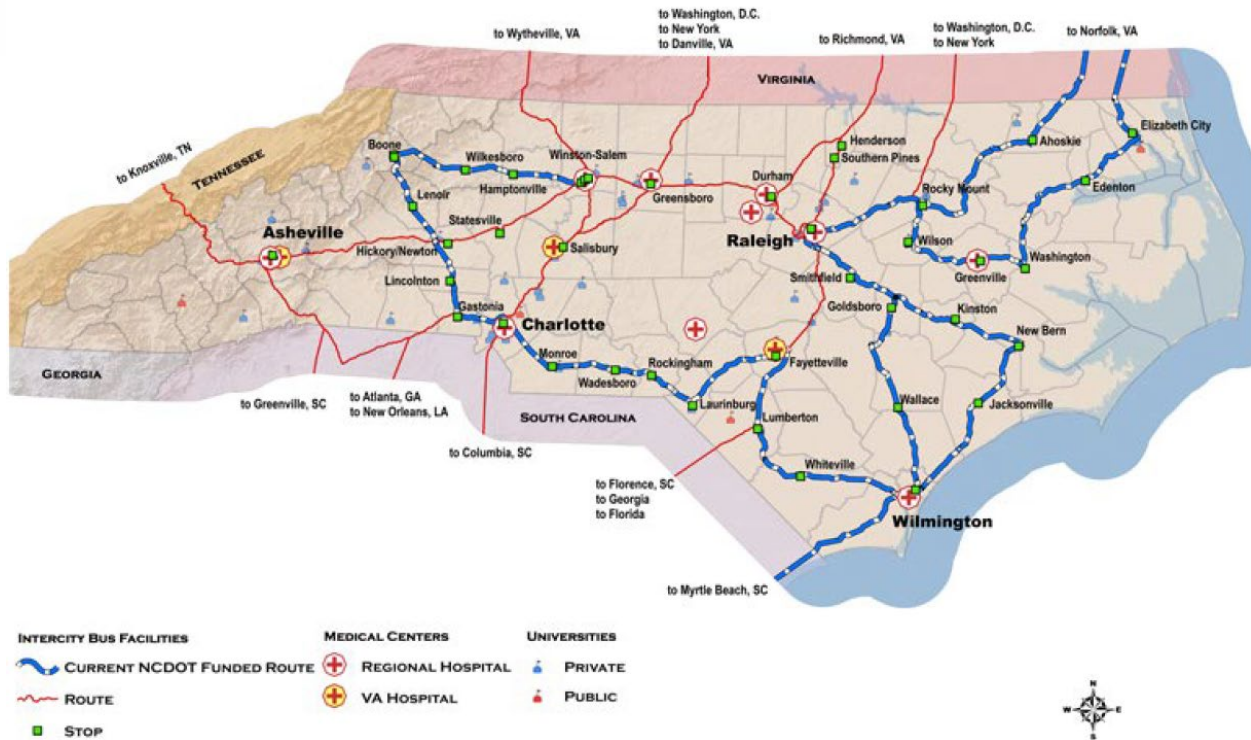 to Washington, D.C.
to New York
to Danville, VA
to Wytheville, VA
to Richmond, VA
to Washington, D.C.
to New York
to Norfolk, VA
VIRGINIA
to Knoxville, TN
TENNESSEE
Boone
Wilkesboro
Winston-Salem
Hamptonville
Greensboro
Durham
Henderson
Southern Pines
Ahoskie
Elizabeth City
Edenton
Rocky Mount
Lenoir
Statesville
Asheville
Hickory/Newton
Salisbury
Raleigh
Wilson
Greenville
Washington
Lincolnton
Smithfield
Goldsboro
Kinston
New Bern
Gastonia
Charlotte
Monroe
Wadesboro
Rockingham
Fayetteville
Laurinburg
Lumberton
Wallace
Jacksonville
Whiteville
Wilmington
GEORGIA
SOUTH CAROLINA
to Greenville, SC
to Atlanta, GA
to New Orleans, LA
to Columbia, SC
to Florence, SC
to Georgia
to Florida
to Myrtle Beach, SC
INTERCITY BUS FACILITIES
CURRENT NCDOT FUNDED ROUTE
ROUTE
STOP
MEDICAL CENTERS
REGIONAL HOSPITAL
VA HOSPITAL
UNIVERSITIES
PRIVATE
PUBLIC
N
W
E
S